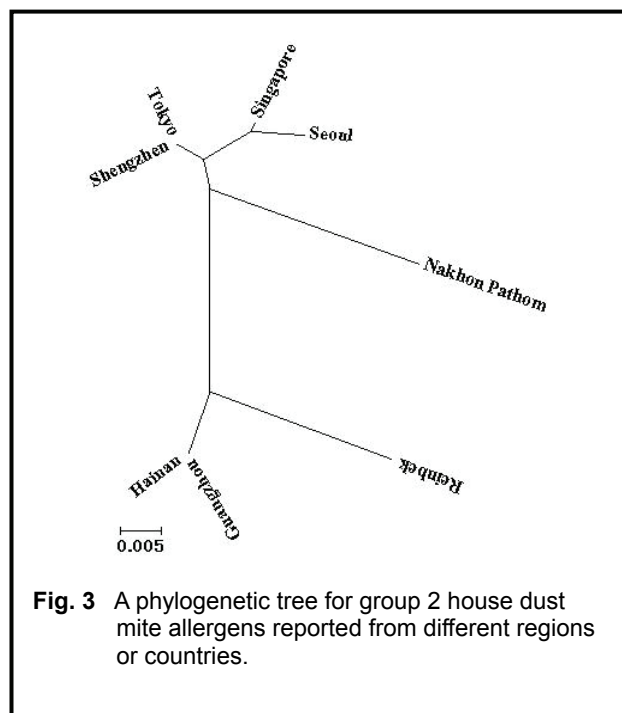 Tokyo
Singapore
Seoul
Shengzhen
Nakhon Pathom
Reinbek
Hainan
Guangzhou
0.005
Fig. 3 A phylogenetic tree for group 2 house dust
mite allergens reported from different regions
or countries.